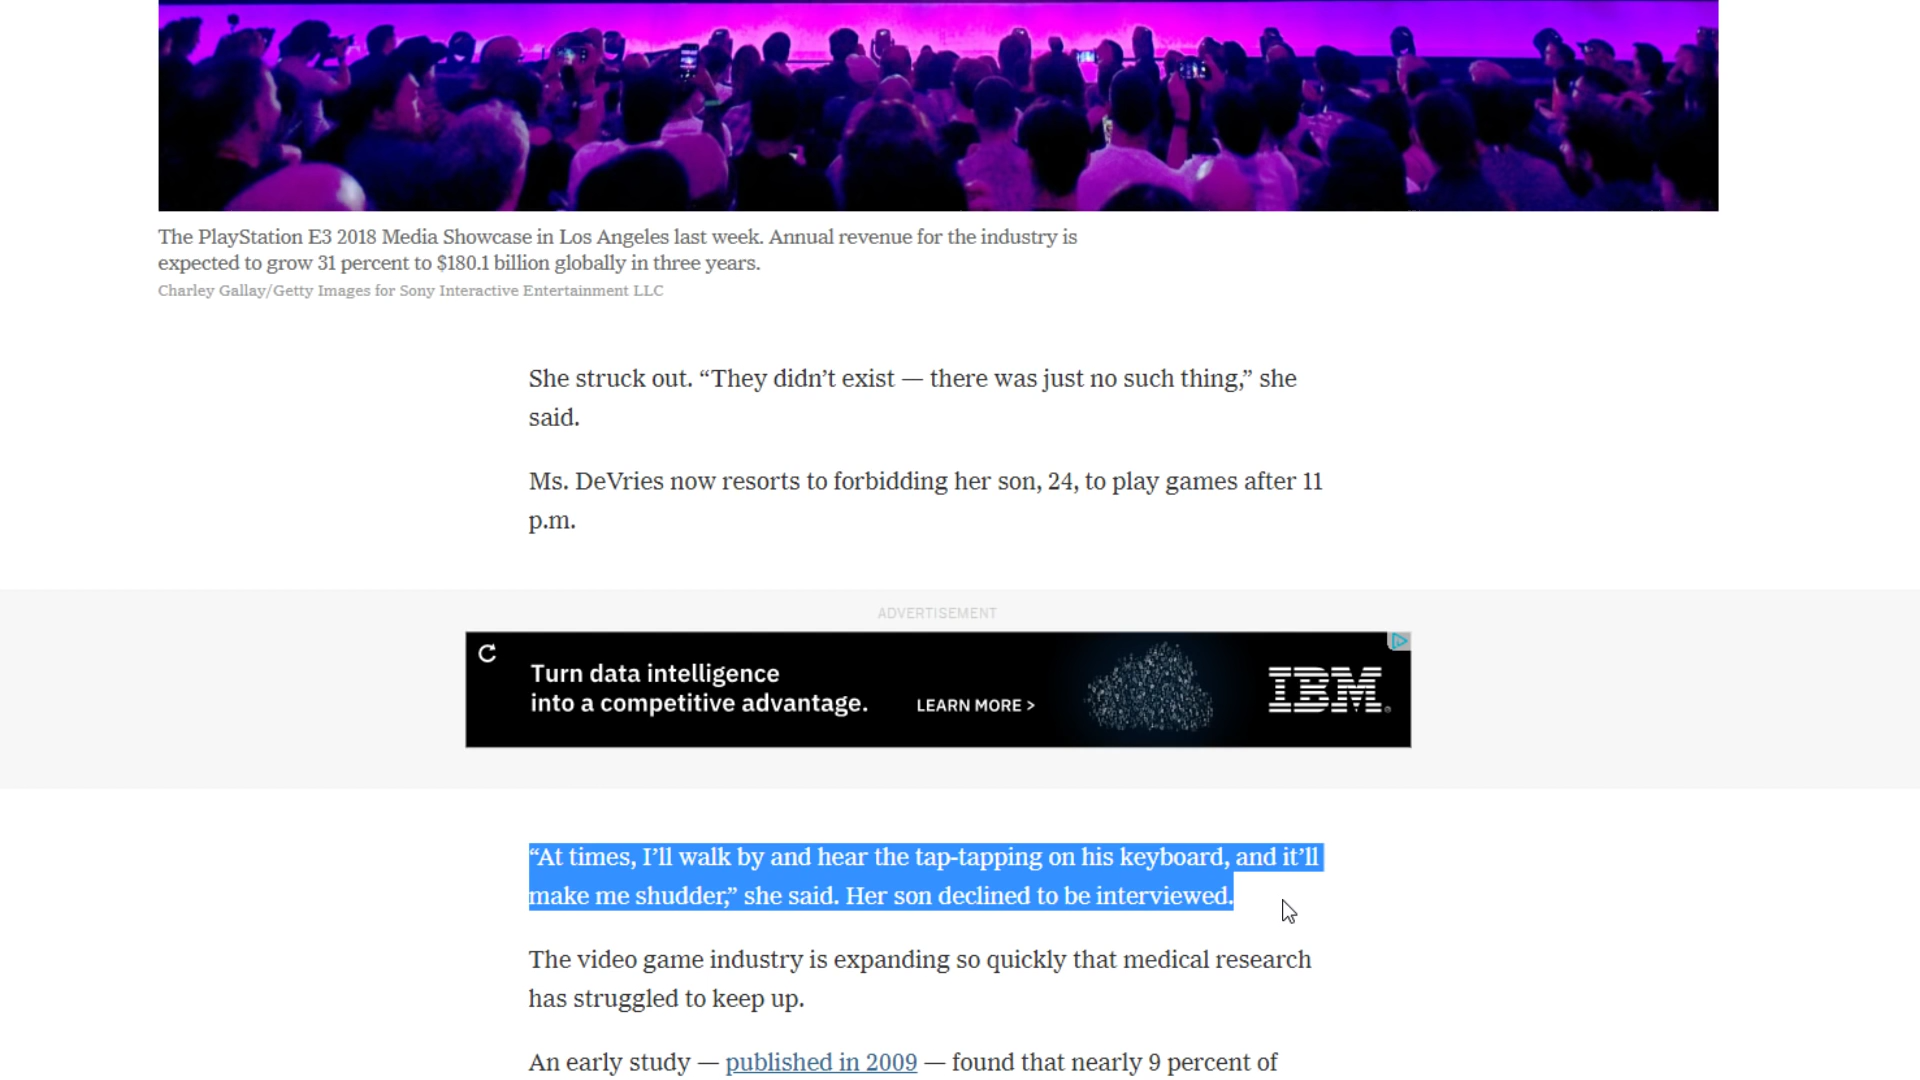 The PlayStation E3 2018 Media Showcase in Los Angeles last week. Annual revenue for the industry is
expected to grow 31 percent to $180.1 billion globally in three years.
Charley Gallay/Getty Images for Sony Interactive Entertainment LLC
She struck out. “They didn’t exist — there was just no such thing,” she
said.
Ms. DeVries now resorts to forbidding her son, 24, to play games after 11
p.m.
ADVERTISEMENT
Turn data intelligence
into a competitive advantage.
LEARN MORE >
IBM®
“At times, I’ll walk by and hear the tap-tapping on his keyboard, and it’ll
make me shudder,” she said. Her son declined to be interviewed.
The video game industry is expanding so quickly that medical research
has struggled to keep up.
An early study — published in 2009 — found that nearly 9 percent of